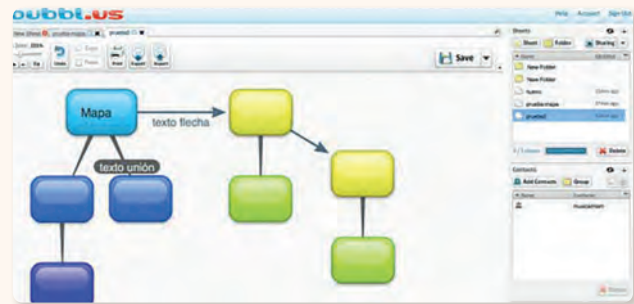 bubbl.us
Help Account Sign Out
New Sheet prueba mapa prueba2
Undo
Copy
Paste
Print
Export
Import
Save
Mapa
texto flecha
texto unión
Sheets
Sheet Folder Sharing
Name
New Folder
New Folder
nuevo
prueba mapa
prueba2
Delete
Contacts
Add Contacts Group
Name